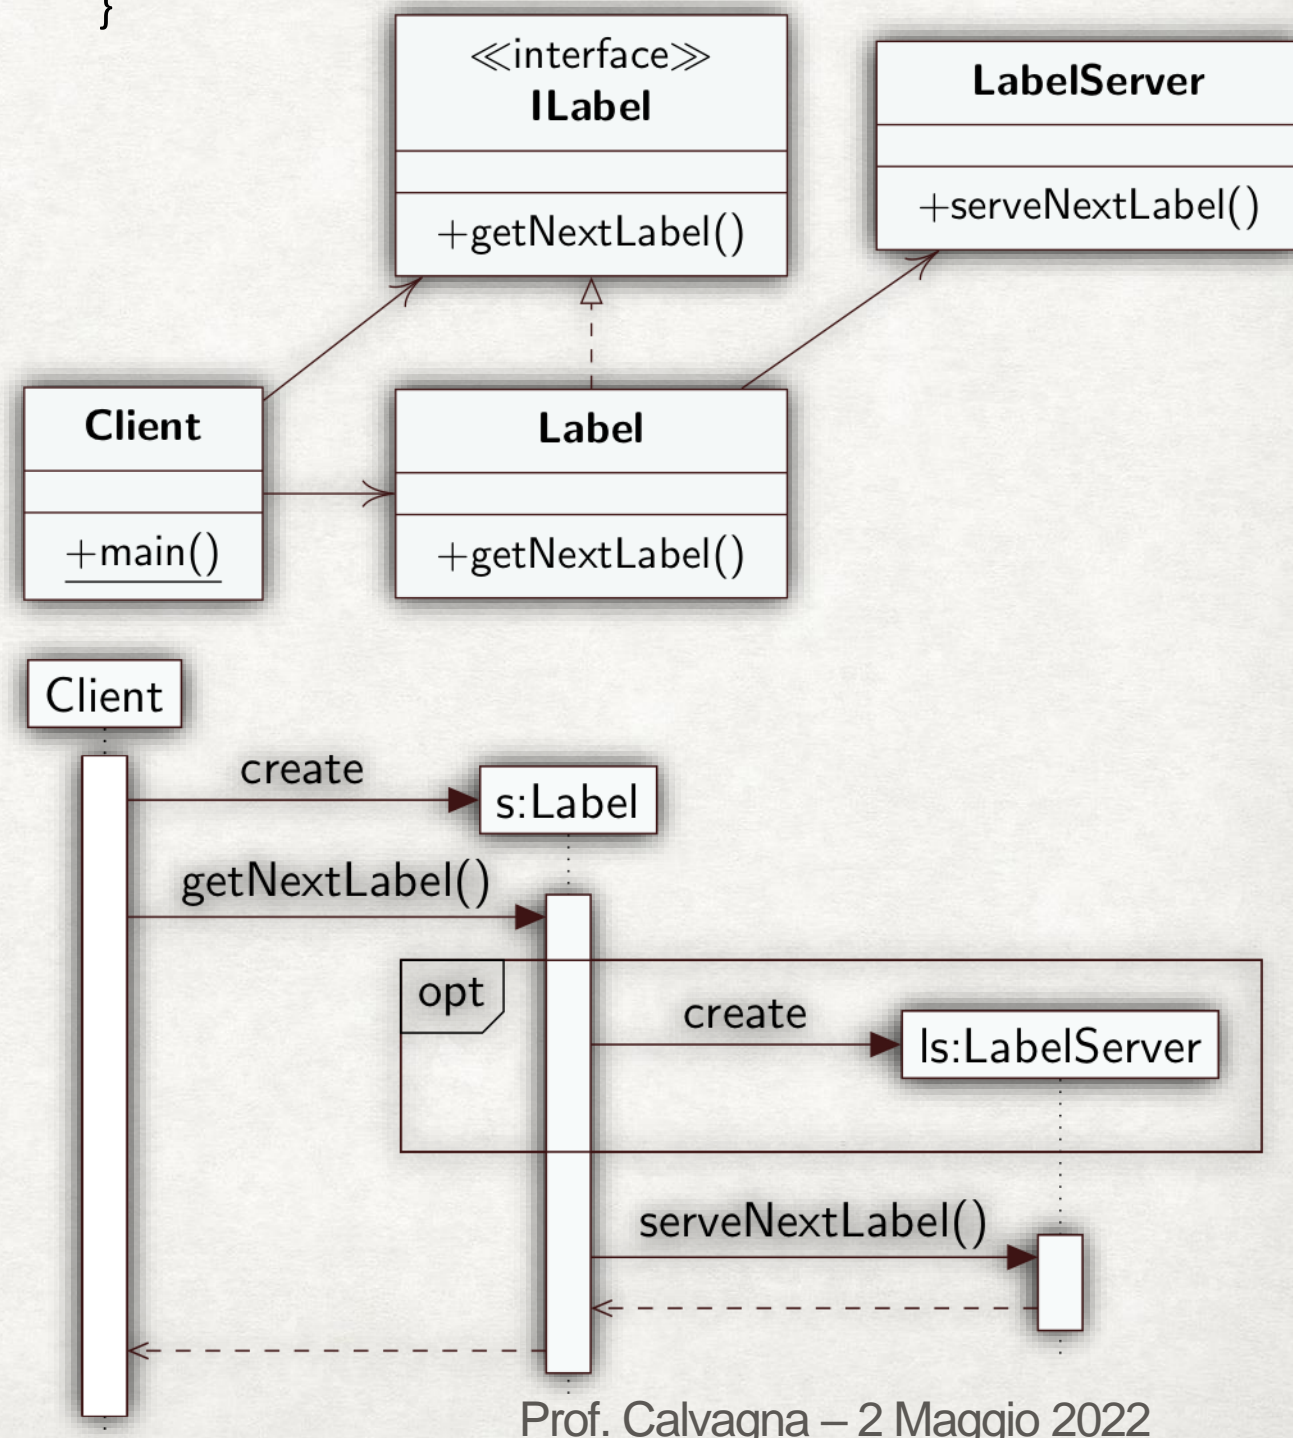 }
≪interface≫
ILabel
+getNextLabel()
LabelServer
+serveNextLabel()
Client
+main()
Label
+getNextLabel()
Client
create
s:Label
getNextLabel()
opt
create
ls:LabelServer
serveNextLabel()
Prof. Calvagna – 2 Maggio 2022